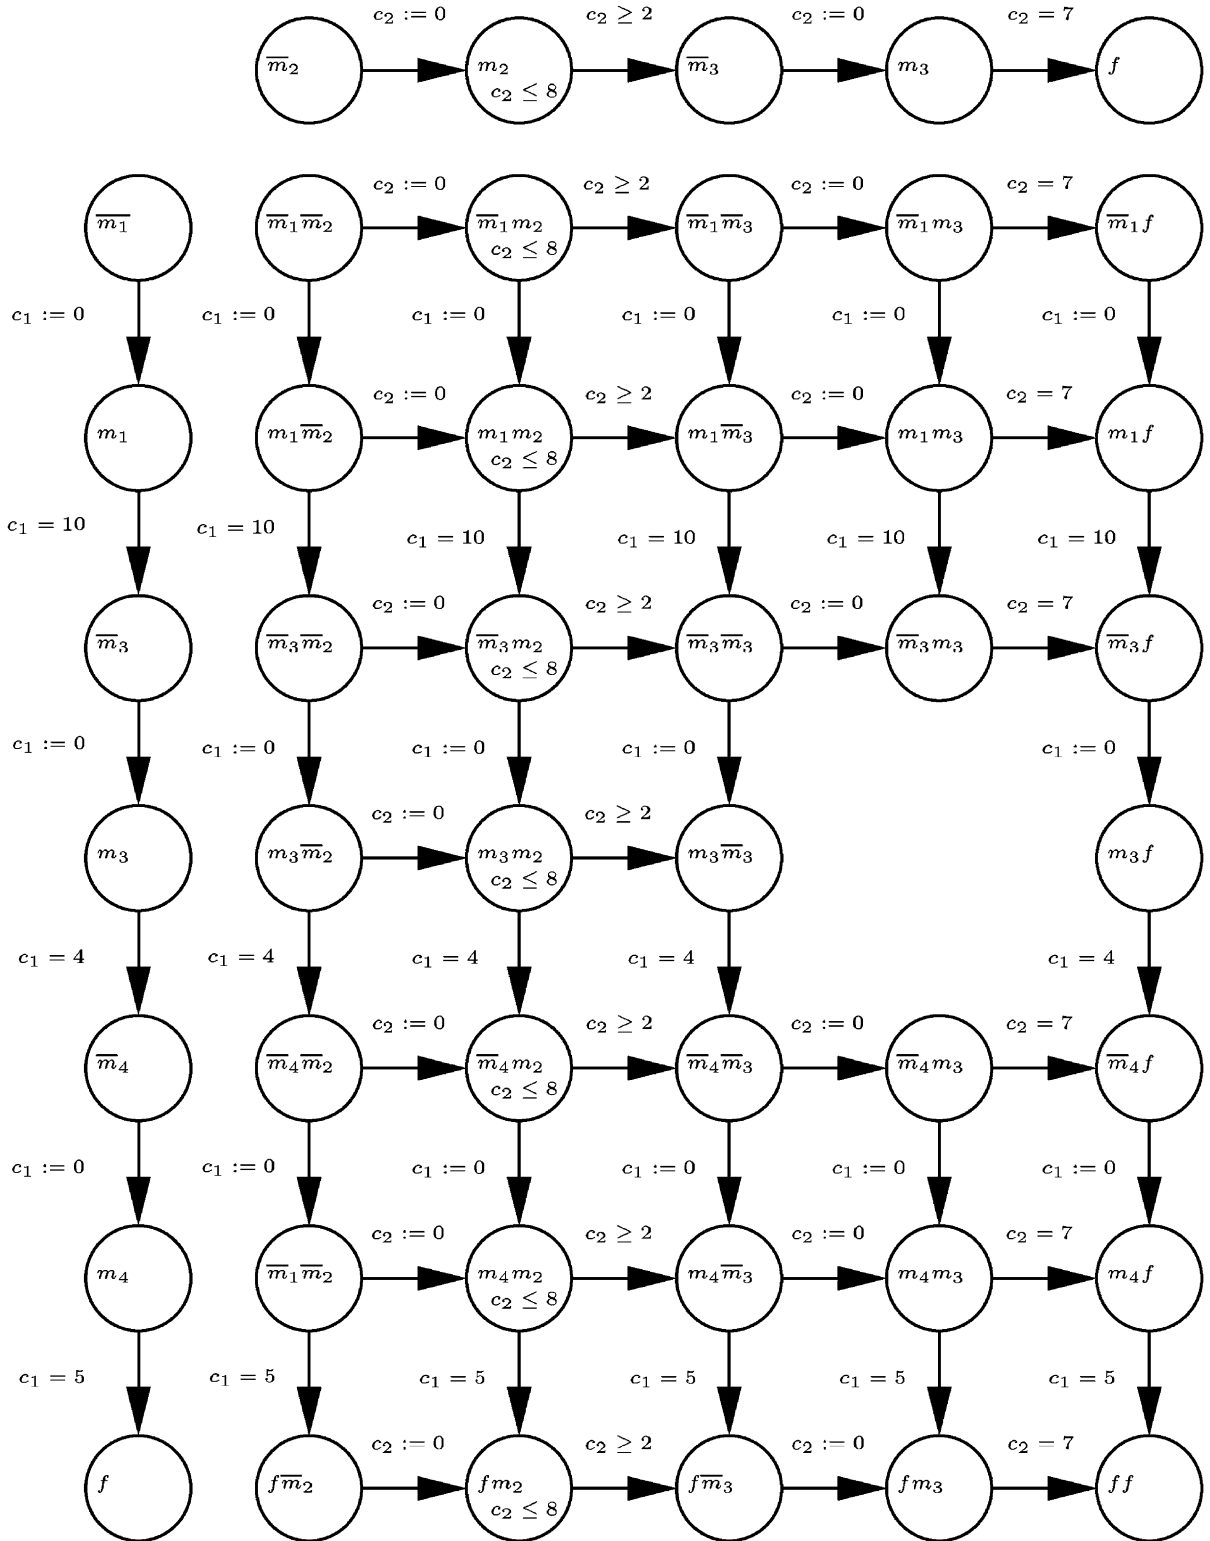 c₂ := 0 c₂ ≥ 2 c₂ := 0 c₂ = 7
m̅₂ m₂ m̅₃ m₃ f
c₂ ≤ 8
c₂ := 0 c₂ ≥ 2 c₂ := 0 c₂ = 7
m̅₁ m̅₁m̅₂ m̅₁m₂ m̅₁m̅₃ m̅₁m₃ m̅₁f
c₂ ≤ 8
c₁ := 0 c₁ := 0 c₁ := 0 c₁ := 0 c₁ := 0 c₁ := 0
c₂ := 0 c₂ ≥ 2 c₂ := 0 c₂ = 7
m₁ m₁m̅₂ m₁m₂ m₁m̅₃ m₁m₃ m₁f
c₂ ≤ 8
c₁ = 10 c₁ = 10 c₁ = 10 c₁ = 10 c₁ = 10 c₁ = 10
c₂ := 0 c₂ ≥ 2 c₂ := 0 c₂ = 7
m̅₃ m̅₃m̅₂ m̅₃m₂ m̅₃m̅₃ m̅₃m₃ m̅₃f
c₂ ≤ 8
c₁ := 0 c₁ := 0 c₁ := 0 c₁ := 0 c₁ := 0
c₂ := 0 c₂ ≥ 2
m₃ m₃m̅₂ m₃m₂ m₃m̅₃ m₃f
c₂ ≤ 8
c₁ = 4 c₁ = 4 c₁ = 4 c₁ = 4 c₁ = 4
c₂ := 0 c₂ ≥ 2 c₂ := 0 c₂ = 7
m̅₄ m̅₄m̅₂ m̅₄m₂ m̅₄m̅₃ m̅₄m₃ m̅₄f
c₂ ≤ 8
c₁ := 0 c₁ := 0 c₁ := 0 c₁ := 0 c₁ := 0 c₁ := 0
c₂ := 0 c₂ ≥ 2 c₂ := 0 c₂ = 7
m₄ m̅₁m̅₂ m₄m₂ m₄m̅₃ m₄m₃ m₄f
c₂ ≤ 8
c₁ = 5 c₁ = 5 c₁ = 5 c₁ = 5 c₁ = 5 c₁ = 5
c₂ := 0 c₂ ≥ 2 c₂ := 0 c₂ = 7
f fm̅₂ fm₂ fm̅₃ fm₃ ff
c₂ ≤ 8